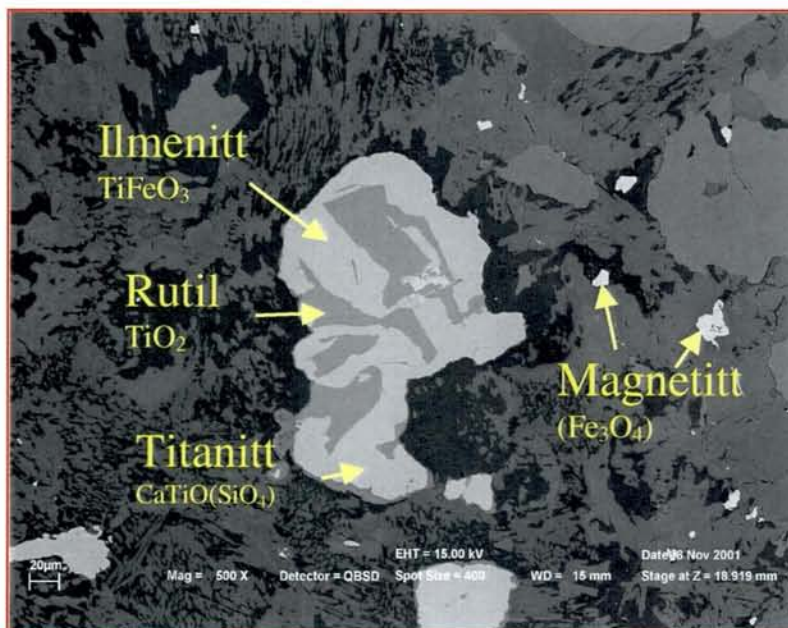 Ilmenitt
TiFeO₃
Rutil
TiO₂
Magnetitt
(Fe₃O₄)
Titanitt
CaTiO(SiO₄)
20µm
Mag = 500 X
EHT = 15.00 kV
Detector = QBSD
Spot Size = 400
WD = 15 mm
Nov 2001
Stage at Z = 18.919 mm